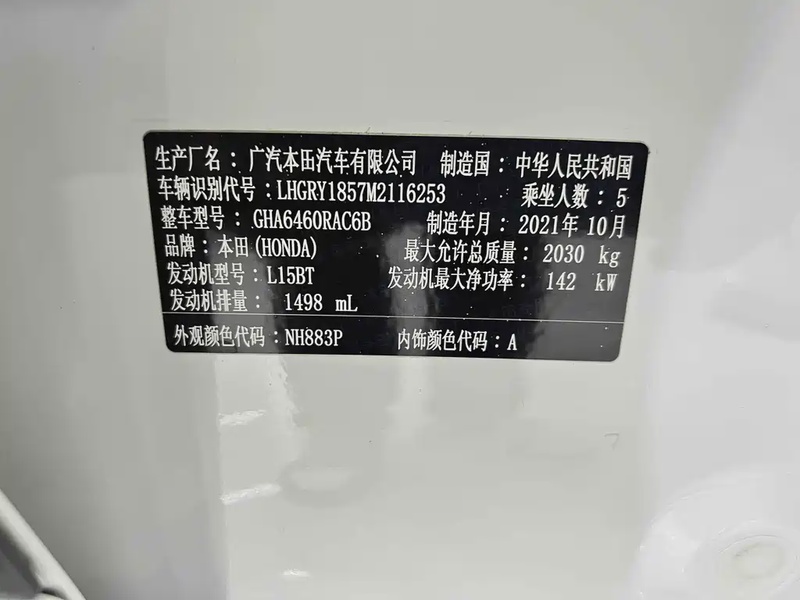 生产厂名：广汽本田汽车有限公司 制造国：中华人民共和国
车辆识别代号：LHGRY1857M2116253 乘坐人数：5
整车型号：GHA6460RAC6B 制造年月：2021年10月
品牌：本田(HONDA) 最大允许总质量：2030 kg
发动机型号：L15BT 发动机最大净功率：142 kW
发动机排量：1498 mL
外观颜色代码：NH883P 内饰颜色代码：A